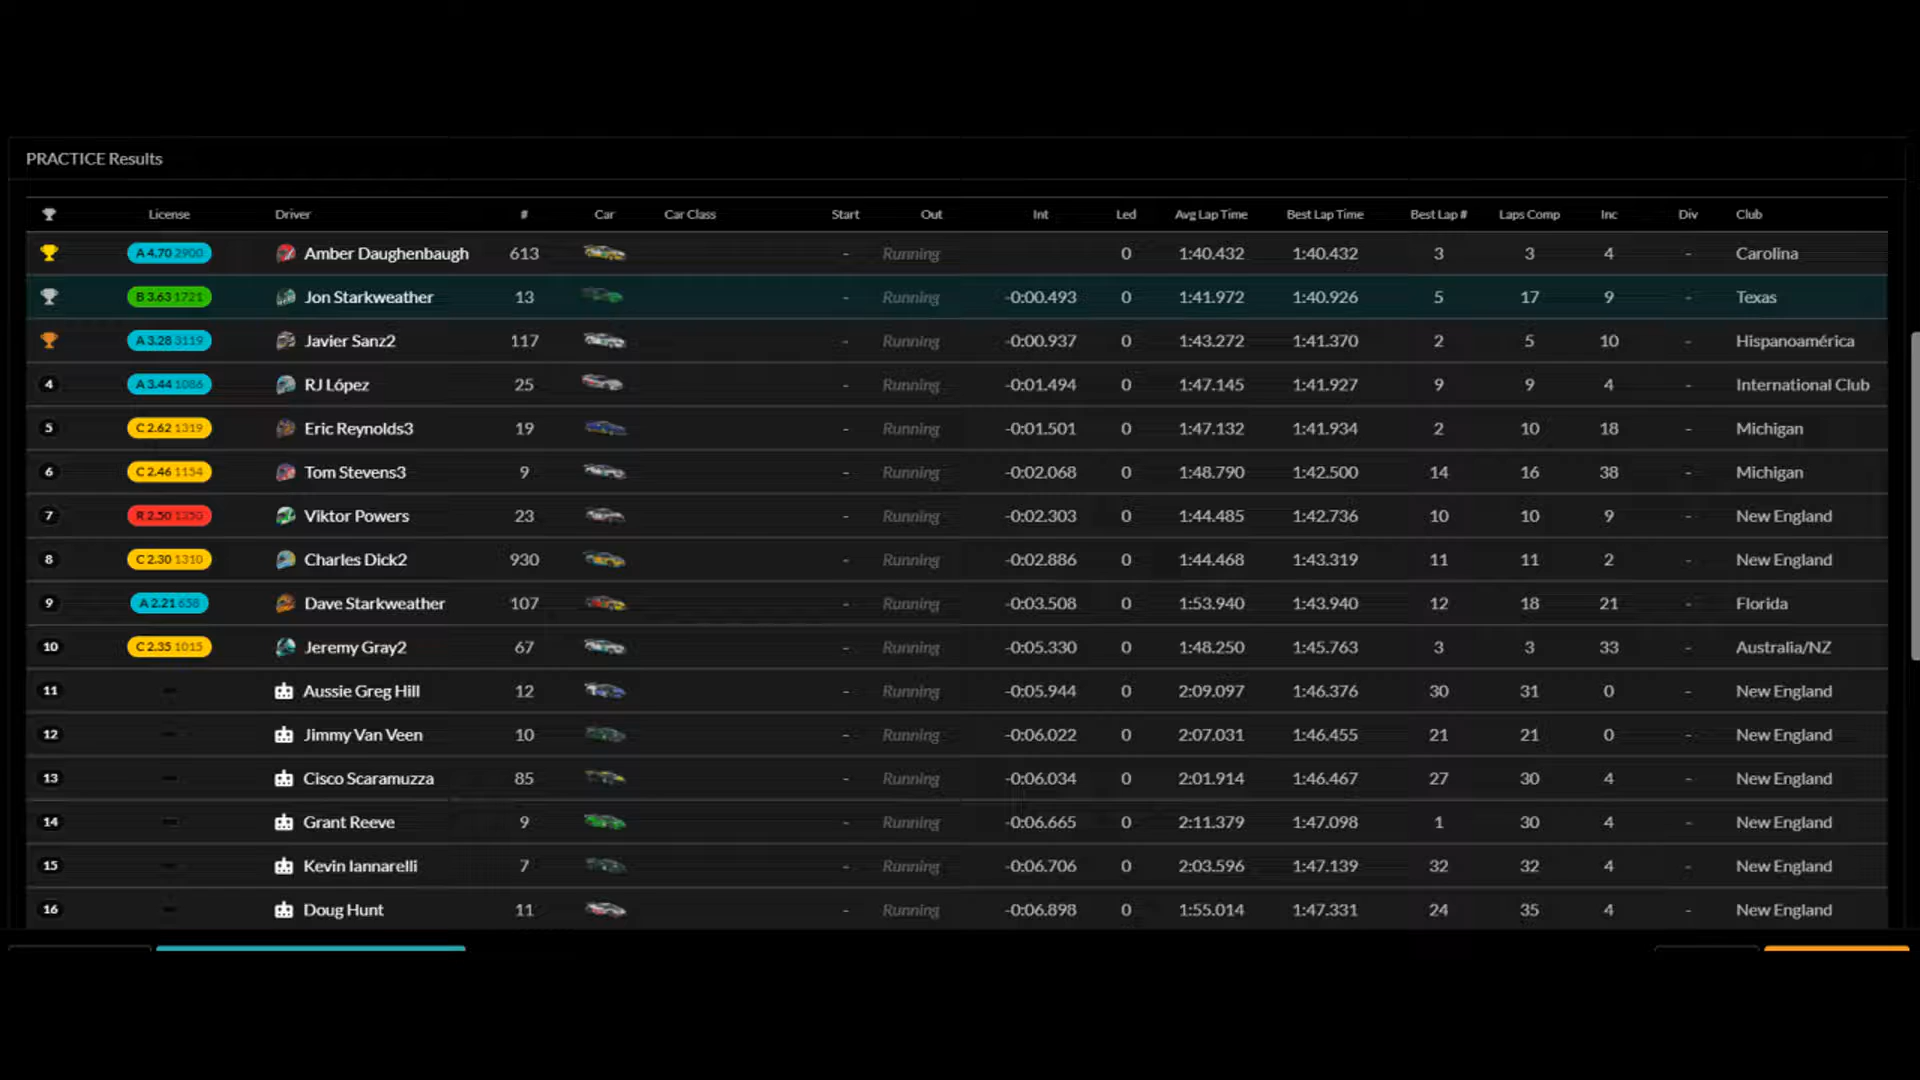 PRACTICE Results
License Driver # Car Car Class Start Out Int Led Avg Lap Time Best Lap Time Best Lap # Laps Comp Inc Div Club
A 4.70 2900 Amber Daughenbaugh 613 - Running 0 1:40.432 1:40.432 3 3 4 - Carolina
B 3.63 1721 Jon Starkweather 13 - Running -0:00.493 0 1:41.972 1:40.926 5 17 9 - Texas
A 3.28 3119 Javier Sanz2 117 - Running -0:00.937 0 1:43.272 1:41.370 2 5 10 - Hispanoamérica
4 A 3.44 1086 RJ López 25 - Running -0:01.494 0 1:47.145 1:41.927 9 9 4 - International Club
5 C 2.62 1319 Eric Reynolds3 19 - Running -0:01.501 0 1:47.132 1:41.934 2 10 18 - Michigan
6 C 2.46 1154 Tom Stevens3 9 - Running -0:02.068 0 1:48.790 1:42.500 14 16 38 - Michigan
7 R 2.50 1350 Viktor Powers 23 - Running -0:02.303 0 1:44.485 1:42.736 10 10 9 - New England
8 C 2.30 1310 Charles Dick2 930 - Running -0:02.886 0 1:44.468 1:43.319 11 11 2 - New England
9 A 2.21 658 Dave Starkweather 107 - Running -0:03.508 0 1:53.940 1:43.940 12 18 21 - Florida
10 C 2.35 1015 Jeremy Gray2 67 - Running -0:05.330 0 1:48.250 1:45.763 3 3 33 - Australia/NZ
11 - Aussie Greg Hill 12 - Running -0:05.944 0 2:09.097 1:46.376 30 31 0 - New England
12 - Jimmy Van Veen 10 - Running -0:06.022 0 2:07.031 1:46.455 21 21 0 - New England
13 - Cisco Scaramuzza 85 - Running -0:06.034 0 2:01.914 1:46.467 27 30 4 - New England
14 - Grant Reeve 9 - Running -0:06.665 0 2:11.379 1:47.098 1 30 4 - New England
15 - Kevin Iannarelli 7 - Running -0:06.706 0 2:03.596 1:47.139 32 32 4 - New England
16 - Doug Hunt 11 - Running -0:06.898 0 1:55.014 1:47.331 24 35 4 - New England